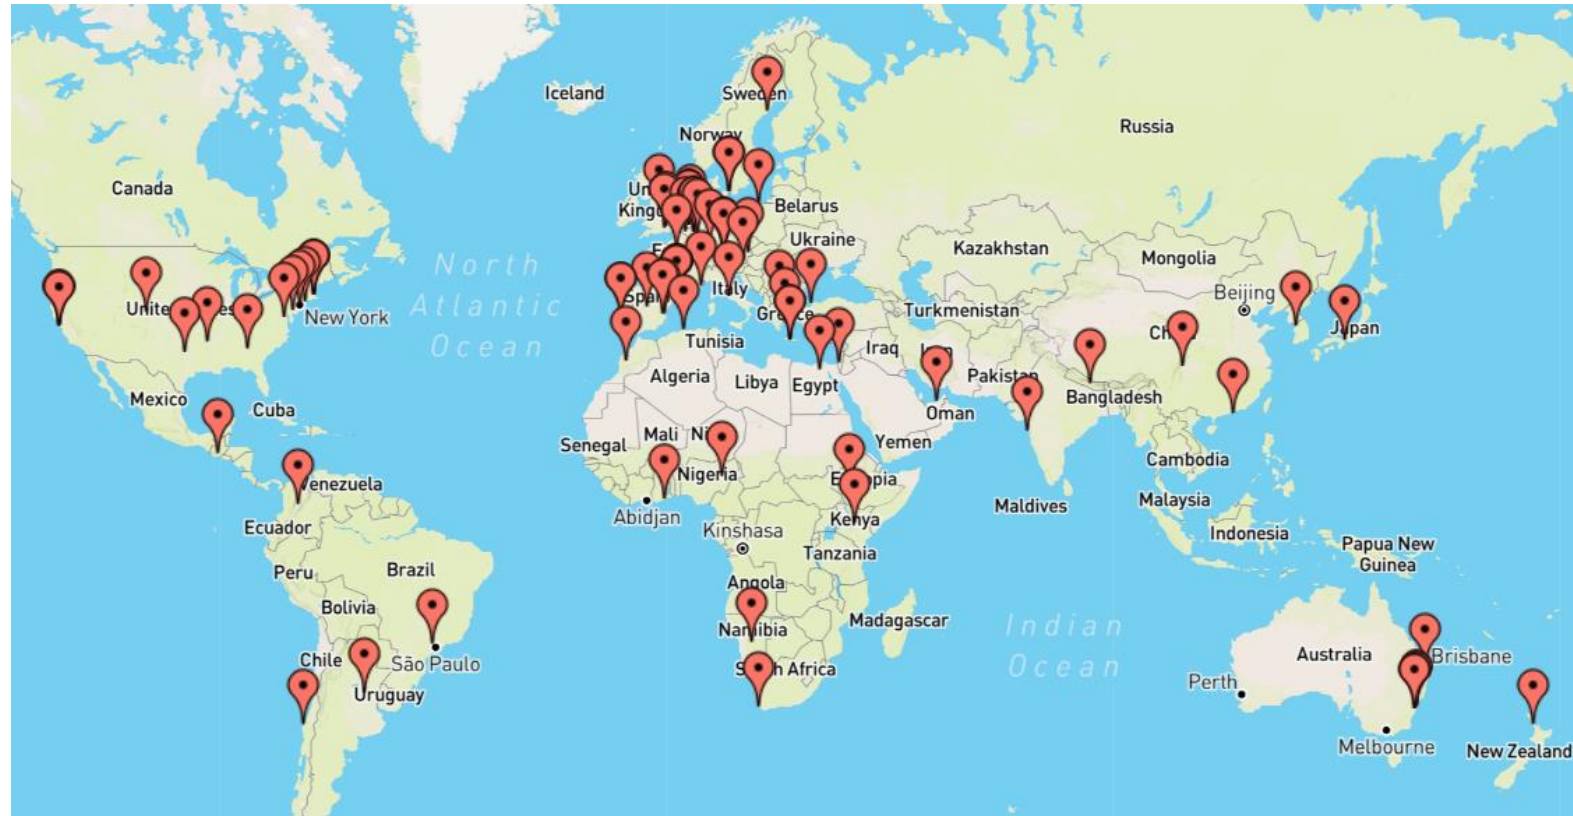 Iceland
Sweden
Norway
Russia
Canada
Belarus
Ukraine
Kazakhstan
Mongolia
North
Atlantic
Ocean
Italy
Beijing
New York
Turkmenistan
Japan
Tunisia
Iraq
Algeria
Libya
Egypt
Pakistan
Bangladesh
Mexico
Cuba
Oman
Senegal
Mali
Yemen
Cambodia
Nigeria
Venezuela
Maldives
Malaysia
Abidjan
Kenya
Ecuador
Kinshasa
Indonesia
Papua New
Guinea
Tanzania
Peru
Brazil
Angola
Bolivia
Madagascar
Namibia
Indian
Ocean
Chile
São Paulo
Africa
Australia
Brisbane
Perth
Uruguay
Melbourne
New Zealand